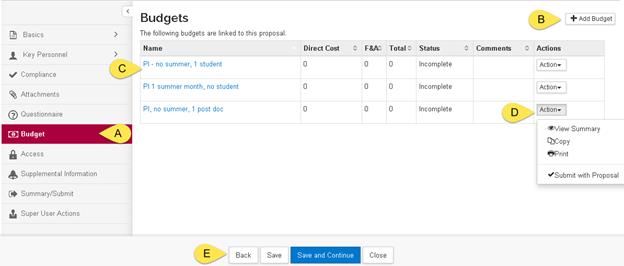 Budgets
B
+ Add Budget
The following budgets are linked to this proposal.
Name Direct Cost F&A Total Status Comments Actions
C PI - no summer, 1 student 0 0 0 Incomplete Action
PI 1 summer month, no student 0 0 0 Incomplete Action
PI, no summer, 1 post doc 0 0 0 Incomplete D Action
View Summary
Copy
Print
Submit with Proposal
Basics
Key Personnel
Compliance
Attachments
Questionnaire
Budget A
Access
Supplemental Information
Summary/Submit
Super User Actions
E Back Save Save and Continue Close